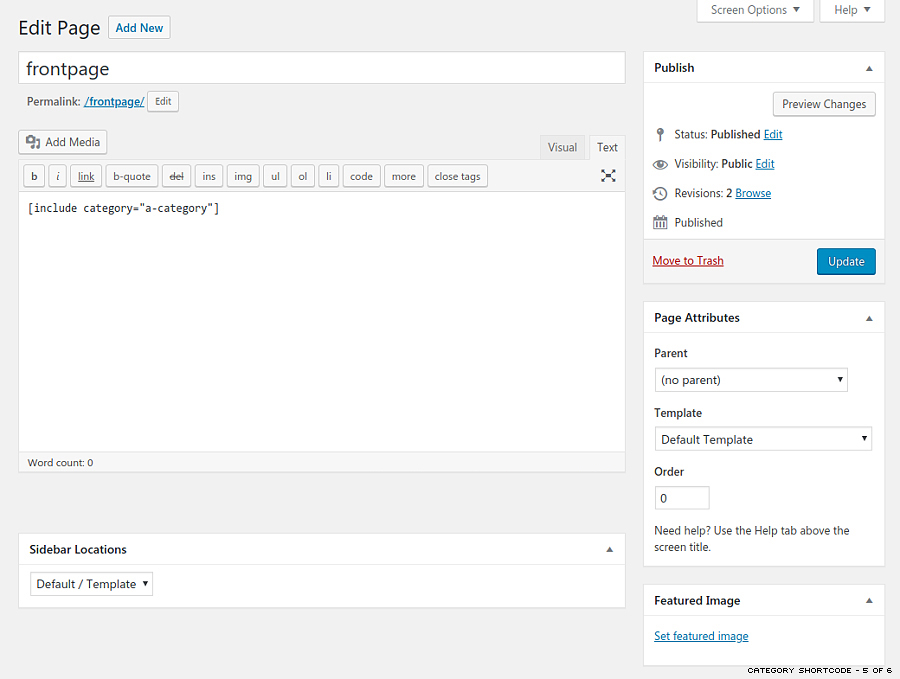 Screen Options ▼ Help ▼
Edit Page Add New
frontpage
Permalink: /frontpage/ Edit
Add Media
Visual Text
b i link b-quote del ins img ul ol li code more close tags
[include category="a-category"]
Word count: 0
Sidebar Locations
Default / Template
Publish
Preview Changes
Status: Published Edit
Visibility: Public Edit
Revisions: 2 Browse
Published
Move to Trash Update
Page Attributes
Parent
(no parent)
Template
Default Template
Order
0
Need help? Use the Help tab above the
screen title.
Featured Image
Set featured image
CATEGORY SHORTCODE - 5 OF 6